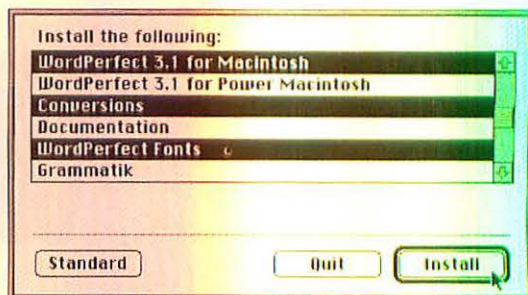 Install the following:
WordPerfect 3.1 for Macintosh
WordPerfect 3.1 for Power Macintosh
Conversions
Documentation
WordPerfect Fonts
Grammatik
Standard
Quit
Install